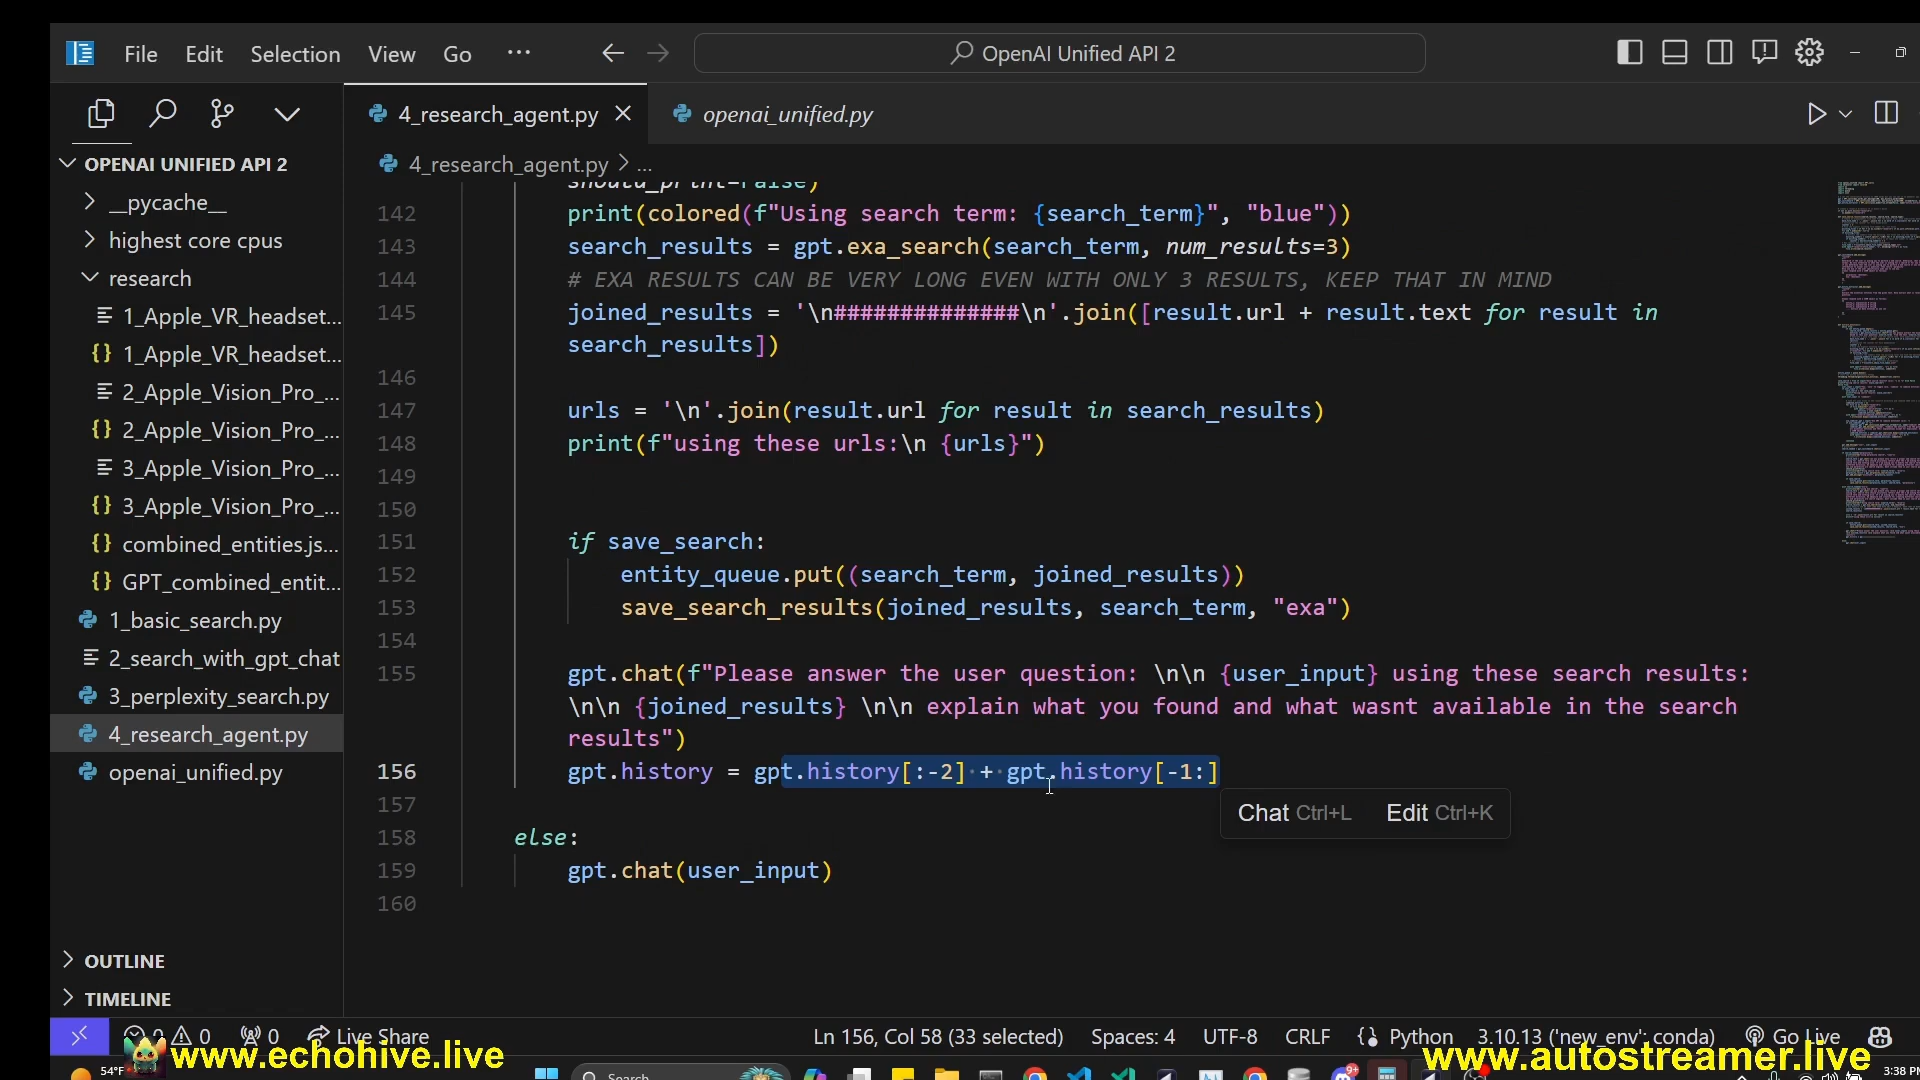 File Edit Selection View Go ··· OpenAI Unified API 2
4_research_agent.py openai_unified.py
OPENAI UNIFIED API 2
4_research_agent.py > ...
__pycache__
highest core cpus
research
1_Apple_VR_headset...
1_Apple_VR_headset...
2_Apple_Vision_Pro_...
2_Apple_Vision_Pro_...
3_Apple_Vision_Pro_...
3_Apple_Vision_Pro_...
combined_entities.js...
GPT_combined_entit...
1_basic_search.py
2_search_with_gpt_chat
3_perplexity_search.py
4_research_agent.py
openai_unified.py
OUTLINE
TIMELINE
should_print=False)
142 print(colored(f"Using search term: {search_term}", "blue"))
143 search_results = gpt.exa_search(search_term, num_results=3)
144 # EXA RESULTS CAN BE VERY LONG EVEN WITH ONLY 3 RESULTS, KEEP THAT IN MIND
145 joined_results = '\n##############\n'.join([result.url + result.text for result in
search_results])
146
147 urls = '\n'.join(result.url for result in search_results)
148 print(f"using these urls:\n {urls}")
149
150
151 if save_search:
152 entity_queue.put((search_term, joined_results))
153 save_search_results(joined_results, search_term, "exa")
154
155 gpt.chat(f"Please answer the user question: \n\n {user_input} using these search results:
\n\n {joined_results} \n\n explain what you found and what wasnt available in the search
results")
156 gpt.history = gpt.history[:-2] + gpt.history[-1:]
Chat Ctrl+L Edit Ctrl+K
157
158 else:
159 gpt.chat(user_input)
160
0 0 0 Live Share Ln 156, Col 58 (33 selected) Spaces: 4 UTF-8 CRLF Python 3.10.13 ('new_env': conda) Go Live
www.echohive.live www.autostreamer.live
54°F Search 3:38 PM